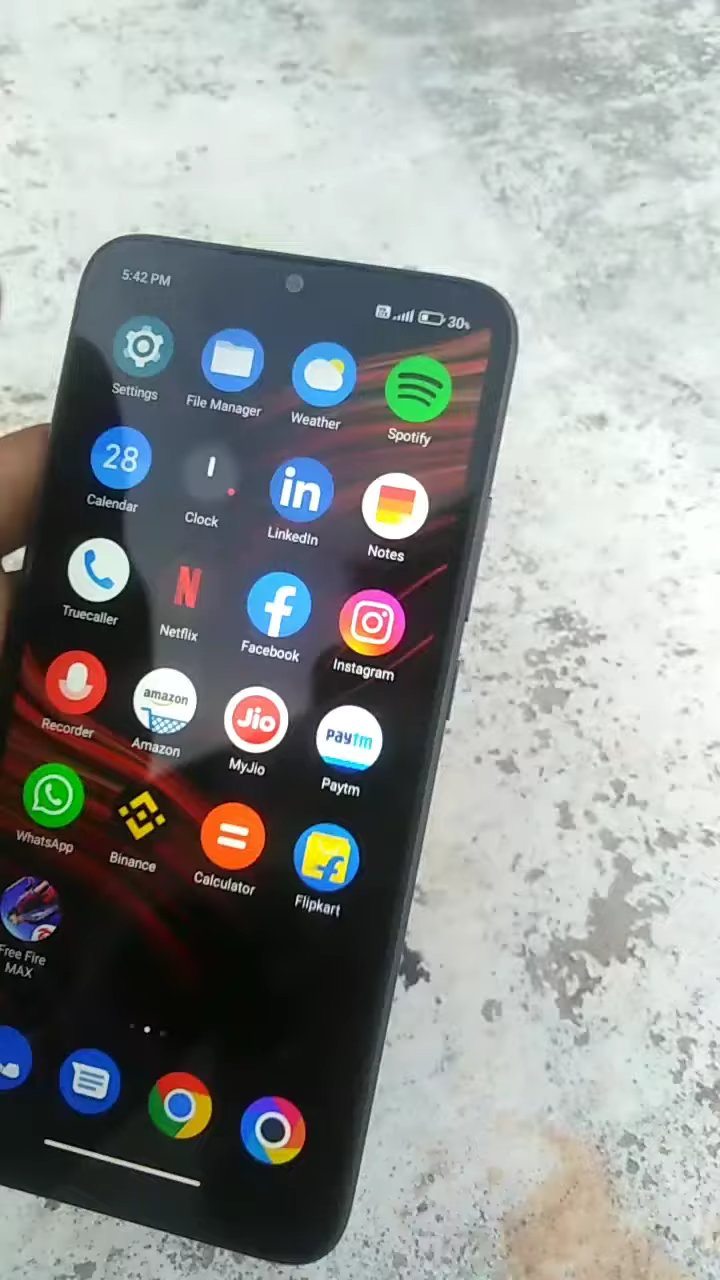 5:42 PM
30%
Settings
File Manager
Weather
Spotify
28
Calendar
Clock
in
LinkedIn
Notes
Truecaller
N
Netflix
f
Facebook
Instagram
Recorder
amazon
Amazon
Jio
MyJio
paytm
Paytm
WhatsApp
Binance
Calculator
f
Flipkart
Free Fire
MAX